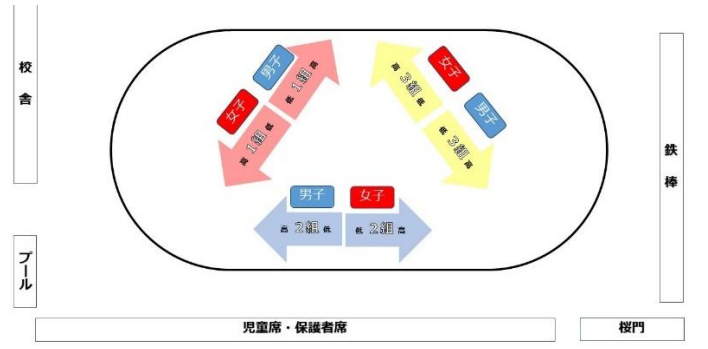 校舎
男子
高 1組 低
女子
低 1組 高
女子
高 3組 低
男子
低 3組 高
鉄棒
男子
女子
高 2組 低
低 2組 高
プール
児童席・保護者席
桜門